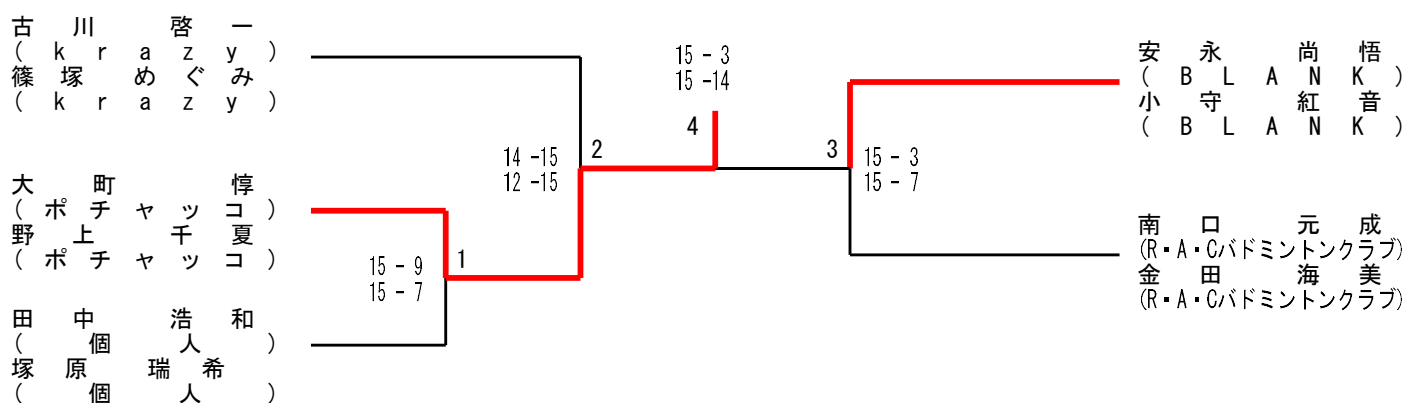 古川 啓一
(krazy)
篠塚 めぐみ
(krazy)
大町 惇
(ポチャッコ)
野上 千夏
(ポチャッコ)
田中 浩和
(個人)
塚原 瑞希
(個人)
15 - 9
15 - 7
1
14 -15
12 -15
2
15 - 3
15 -14
4
3
15 - 3
15 - 7
安永 尚悟
(BLANK)
小守 紅音
(BLANK)
南口 元成
(R・A・Cバドミントンクラブ)
金田 海美
(R・A・Cバドミントンクラブ)